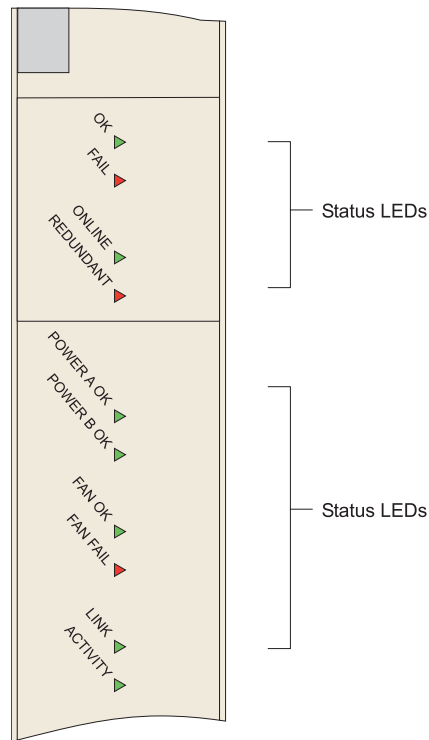 OK
FAIL
Status LEDs
ONLINE
REDUNDANT
POWER A OK
POWER B OK
FAN OK
Status LEDs
FAN FAIL
LINK
ACTIVITY